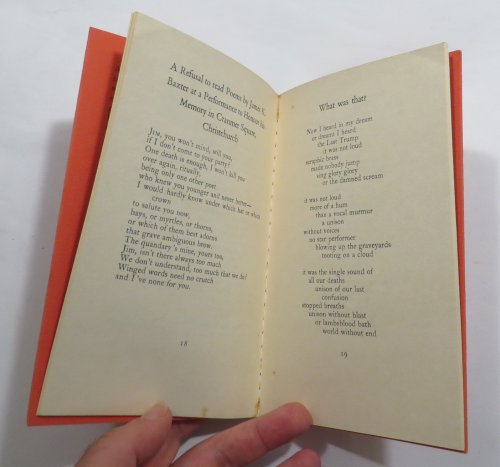 A Refusal to read Poems by James K.
Baxter at a Performance to Honour his
Memory in Cranmer Square,
Christchurch
JIM, you won't mind, will you,
if I don't come to your party?
One death is enough, I won't kill you
over again, ritually,
being only one other poet
who knew you younger and never better—
I would hardly know under which hat or which
crown
to salute you now,
bays, or myrtles, or thorns,
or which of them best adorns
that grave ambiguous brow.
The quandary's mine, yours too,
Jim, isn't there always too much
We don't understand, too much that we do?
Winged words need no crutch
and I've none for you.
18
What was that?
Now I heard in my dream
or dreamt I heard
the Last Trump
it was not loud
seraphic brass
made nobody jump
sing glory glory
or the damned scream
it was not loud
more of a hum
than a vocal murmur
a unison
without voices
no star performer
blowing up the graveyards
tooting on a cloud
it was the single sound of
all our deaths
unison of our last
confusion
stopped breaths
unison without blast
or lambsblood bath
world without end
19